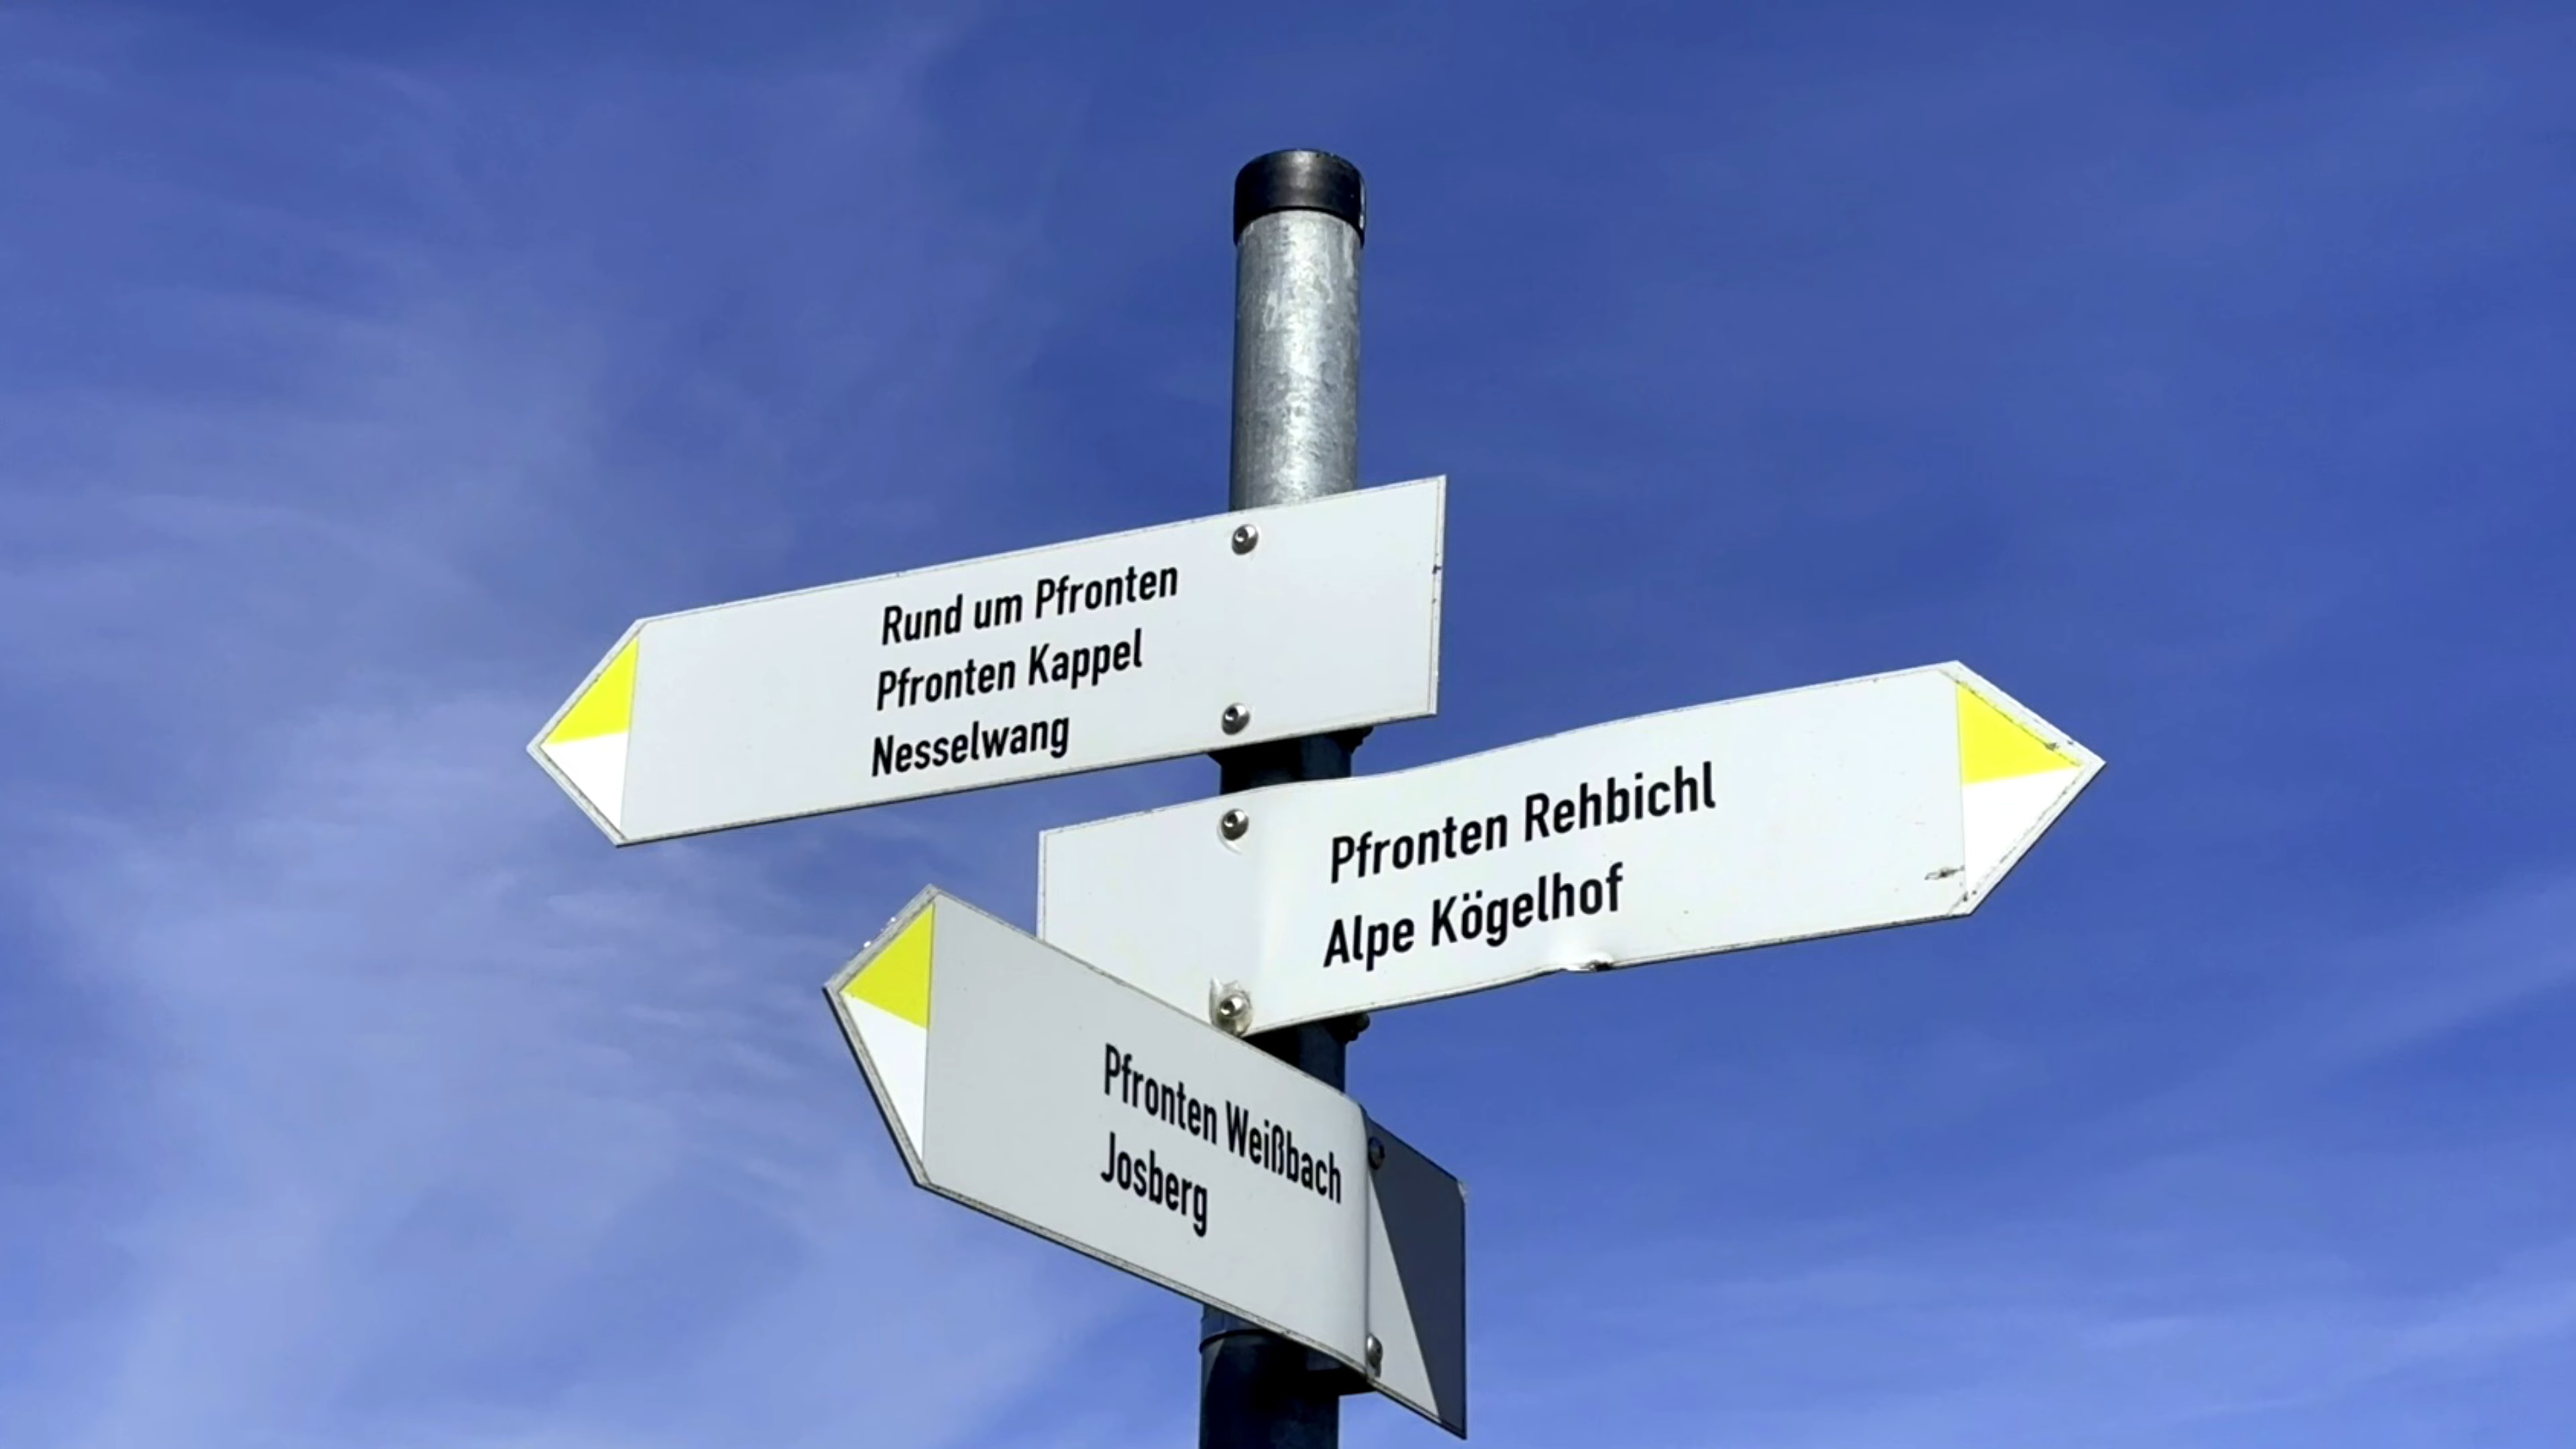 Rund um Pfronten
Pfronten Kappel
Nesselwang
Pfronten Rehbichl
Alpe Kögelhof
Pfronten Weißbach
Josberg